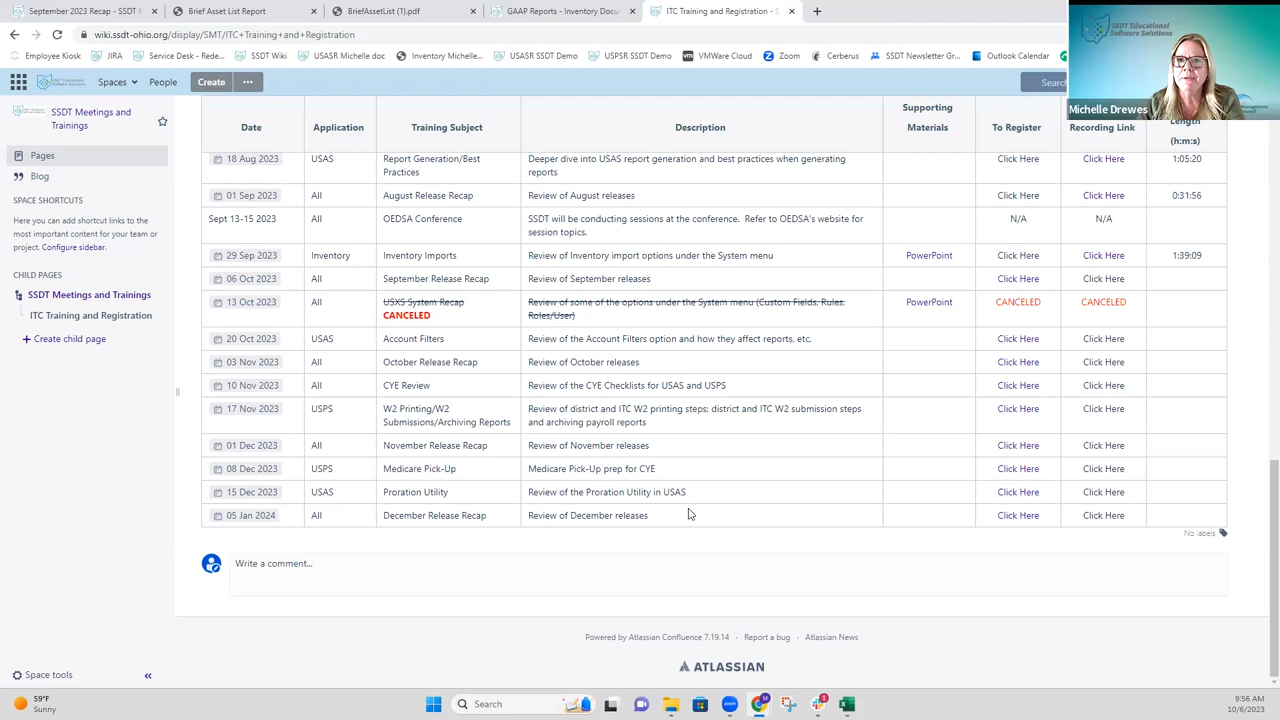 September 2023 Recap - SSDT M
Brief Asset List Report
BriefAssetList (1).pdf
GAAP Reports - Inventory Docum
ITC Training and Registration - S
wiki.ssdt-ohio.org/display/SMT/ITC+Training+and+Registration
Employee Kiosk
JIRA
Service Desk - Rede...
SSDT Wiki
USASR Michelle doc
Inventory Michelle...
USASR SSDT Demo
USPSR SSDT Demo
VMWare Cloud
Zoom
Cerberus
SSDT Newsletter Gr...
Outlook Calendar
SSDT Educational
Software Solutions
Michelle Drewes
Spaces
People
Create
Search
SSDT Meetings and
Trainings
Pages
Blog
SPACE SHORTCUTS
Here you can add shortcut links to the
most important content for your team or
project. Configure sidebar.
CHILD PAGES
SSDT Meetings and Trainings
ITC Training and Registration
+ Create child page
Space tools
Date Application Training Subject Description Supporting Materials To Register Recording Link Length (h:m:s)
18 Aug 2023 USAS Report Generation/Best Practices Deeper dive into USAS report generation and best practices when generating reports Click Here Click Here 1:05:20
01 Sep 2023 All August Release Recap Review of August releases Click Here Click Here 0:31:56
Sept 13-15 2023 All OEDSA Conference SSDT will be conducting sessions at the conference. Refer to OEDSA's website for session topics. N/A N/A
29 Sep 2023 Inventory Inventory Imports Review of Inventory import options under the System menu PowerPoint Click Here Click Here 1:39:09
06 Oct 2023 All September Release Recap Review of September releases Click Here Click Here
13 Oct 2023 All USXS System Recap CANCELED Review of some of the options under the System menu (Custom Fields, Rules, Roles/User) PowerPoint CANCELED CANCELED
20 Oct 2023 USAS Account Filters Review of the Account Filters option and how they affect reports, etc. Click Here Click Here
03 Nov 2023 All October Release Recap Review of October releases Click Here Click Here
10 Nov 2023 All CYE Review Review of the CYE Checklists for USAS and USPS Click Here Click Here
17 Nov 2023 USPS W2 Printing/W2 Submissions/Archiving Reports Review of district and ITC W2 printing steps; district and ITC W2 submission steps and archiving payroll reports Click Here Click Here
01 Dec 2023 All November Release Recap Review of November releases Click Here Click Here
08 Dec 2023 USPS Medicare Pick-Up Medicare Pick-Up prep for CYE Click Here Click Here
15 Dec 2023 USAS Proration Utility Review of the Proration Utility in USAS Click Here Click Here
05 Jan 2024 All December Release Recap Review of December releases Click Here Click Here
No labels
Write a comment...
Powered by Atlassian Confluence 7.19.14 · Report a bug · Atlassian News
ATLASSIAN
59°F
Sunny
Search
9:56 AM
10/6/2023